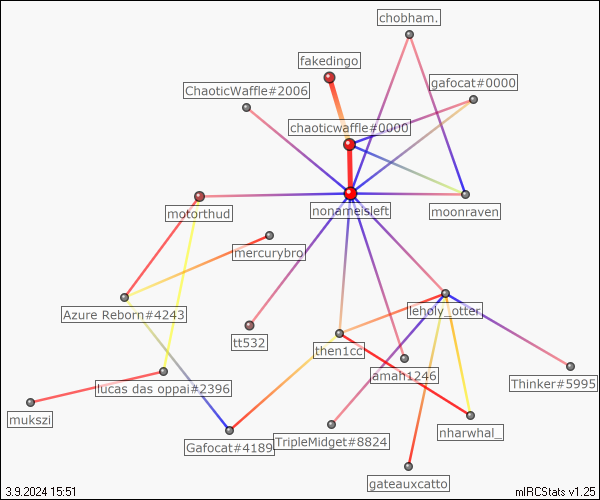 chobham.
fakedingo
gafocat#0000
ChaoticWaffle#2006
chaoticwaffle#0000
motorthud
nonameisleft
moonraven
mercurybro
Azure Reborn#4243
leholy_otter
tt532
then1cc
amah1246
Thinker#5995
lucas das oppai#2396
mukszi
Gafocat#4189
TripleMidget#8824
nharwhal_
gateauxcatto
3.9.2024 15:51
mIRCStats v1.25